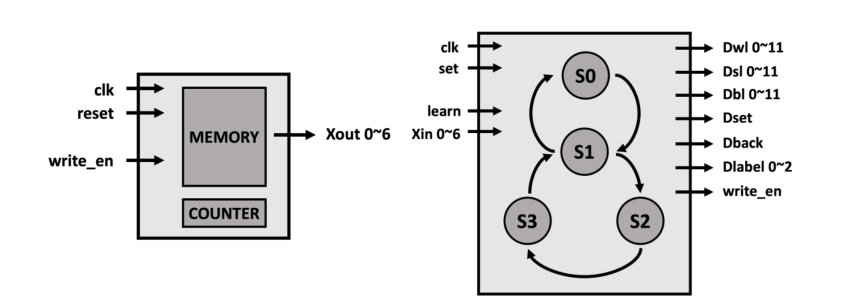 clk
reset
write_en
MEMORY
COUNTER
Xout 0~6
clk
set
learn
Xin 0~6
S0
S1
S3
S2
Dwl 0~11
Dsl 0~11
Dbl 0~11
Dset
Dback
Dlabel 0~2
write_en